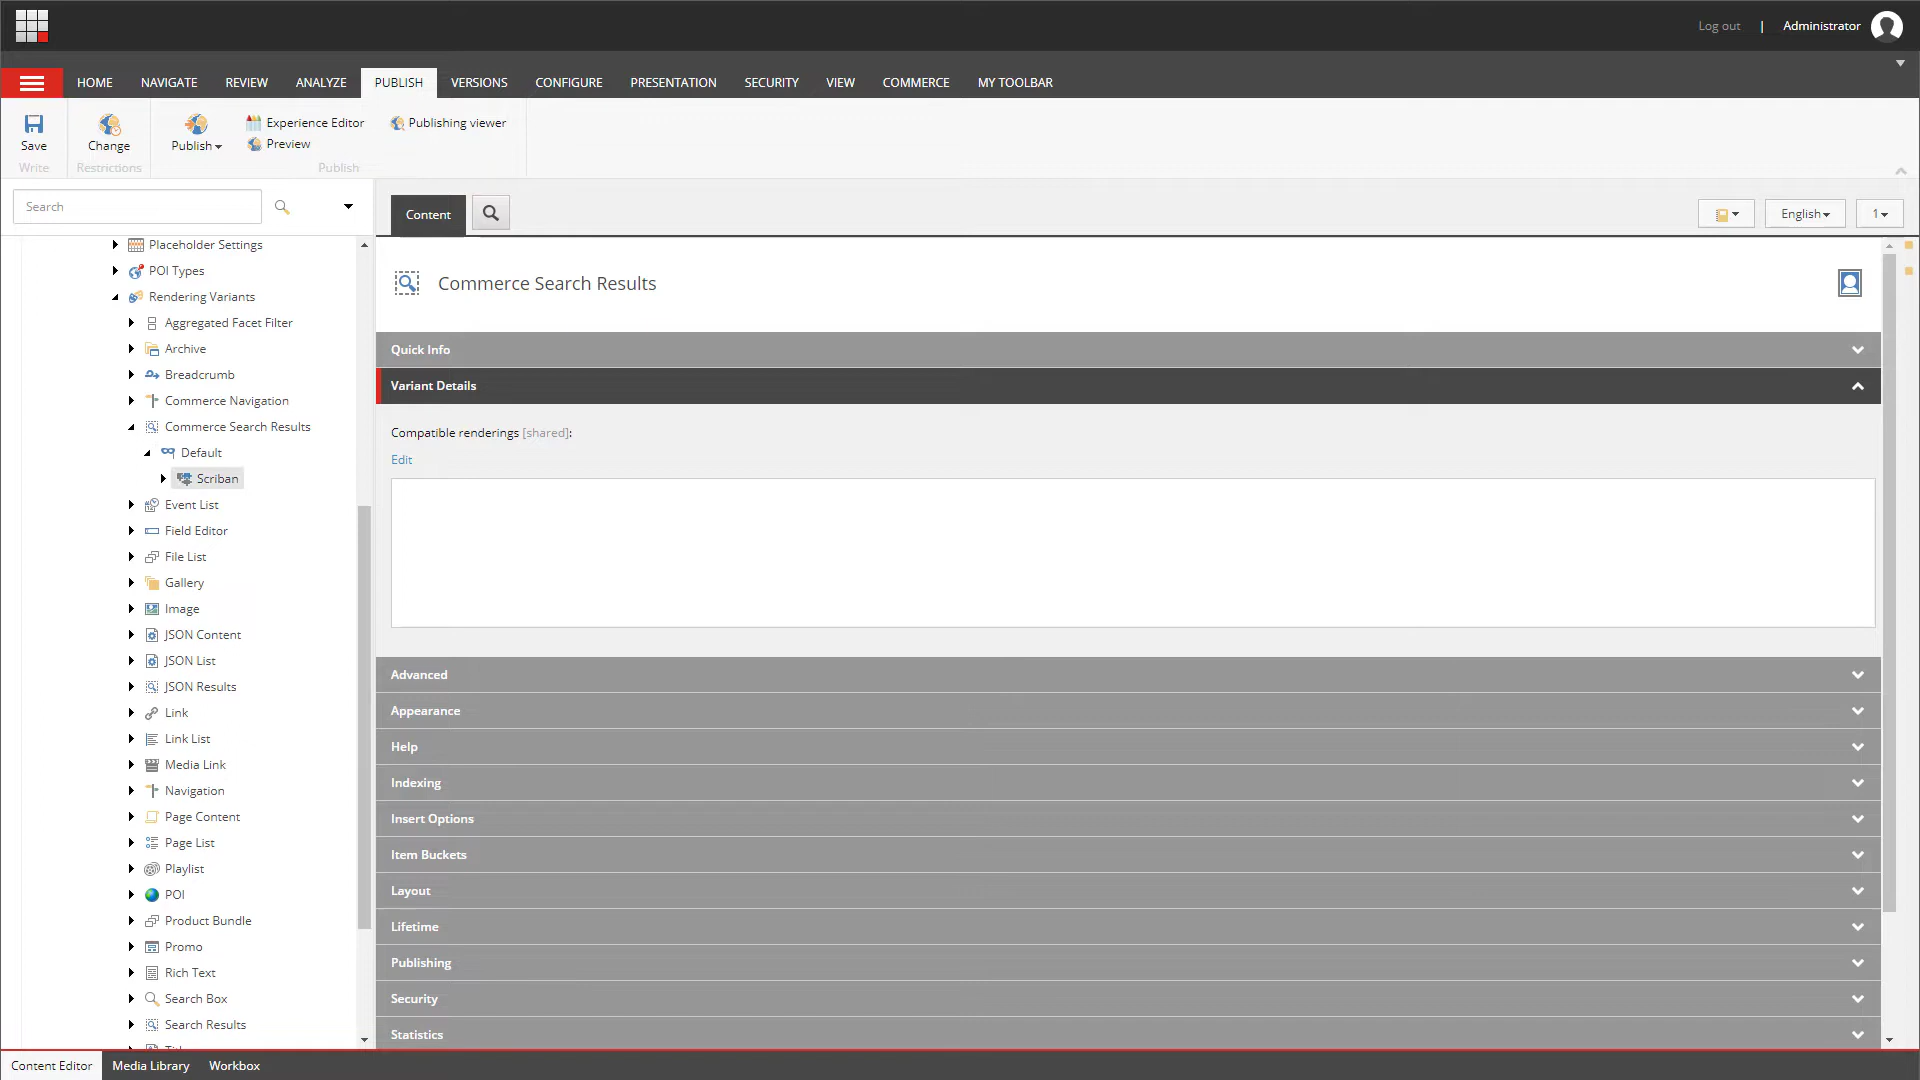 Log out | Administrator
HOME NAVIGATE REVIEW ANALYZE PUBLISH VERSIONS CONFIGURE PRESENTATION SECURITY VIEW COMMERCE MY TOOLBAR
Save
Write
Change
Restrictions
Publish
Experience Editor
Preview
Publishing viewer
Publish
Search
Placeholder Settings
POI Types
Rendering Variants
Aggregated Facet Filter
Archive
Breadcrumb
Commerce Navigation
Commerce Search Results
Default
Scriban
Event List
Field Editor
File List
Gallery
Image
JSON Content
JSON List
JSON Results
Link
Link List
Media Link
Navigation
Page Content
Page List
Playlist
POI
Product Bundle
Promo
Rich Text
Search Box
Search Results
Content
English
1
Commerce Search Results
Quick Info
Variant Details
Compatible renderings [shared]:
Edit
Advanced
Appearance
Help
Indexing
Insert Options
Item Buckets
Layout
Lifetime
Publishing
Security
Statistics
Content Editor Media Library Workbox